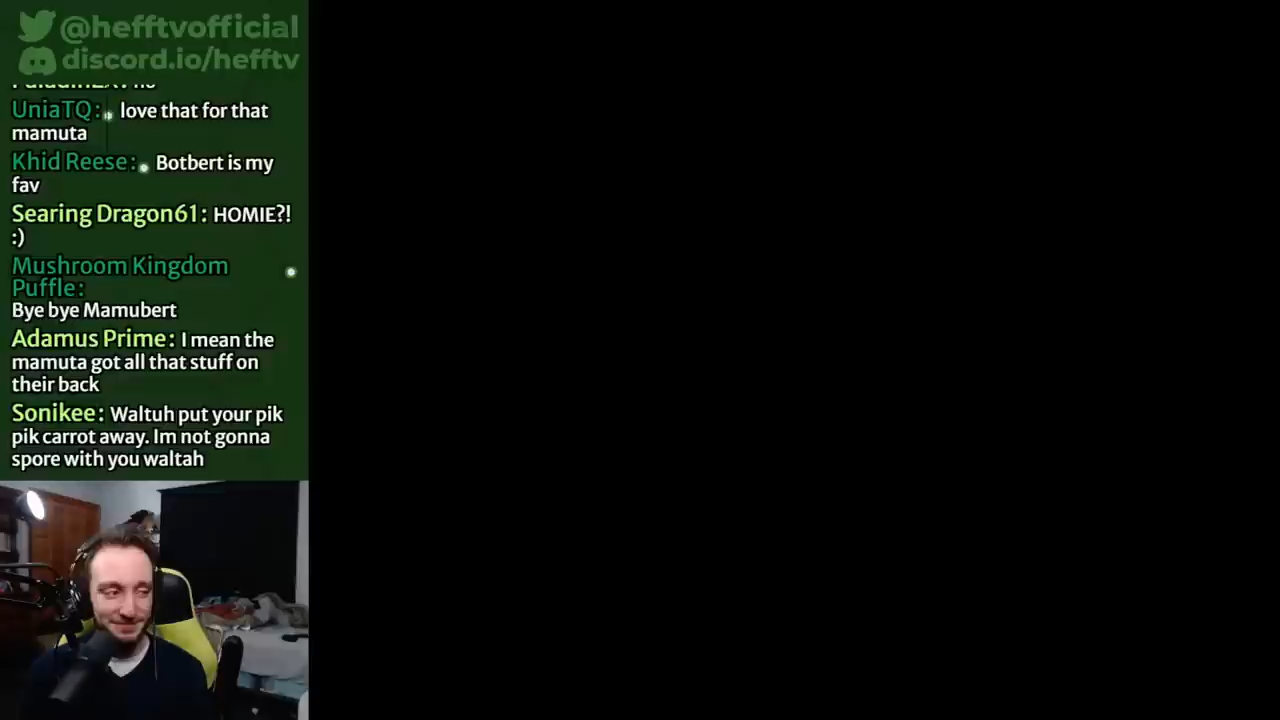 @hefftvofficial
discord.io/hefftv
UniaTQ: love that for that
mamuta
Khid Reese: Botbert is my
fav
Searing Dragon61: HOMIE?!
:)
Mushroom Kingdom
Puffle:
Bye bye Mamubert
Adamus Prime: I mean the
mamuta got all that stuff on
their back
Sonikee: Waltuh put your pik
pik carrot away. Im not gonna
spore with you waltah